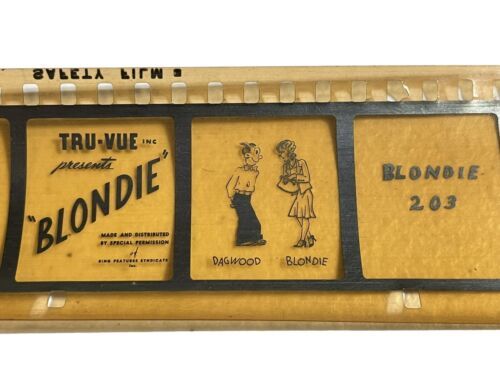 SAFETY FILM
TRU-VUE INC
presents
"BLONDIE"
MADE AND DISTRIBUTED
BY SPECIAL PERMISSION
of
KING FEATURES SYNDICATE
Inc.
DAGWOOD BLONDIE
BLONDIE
203